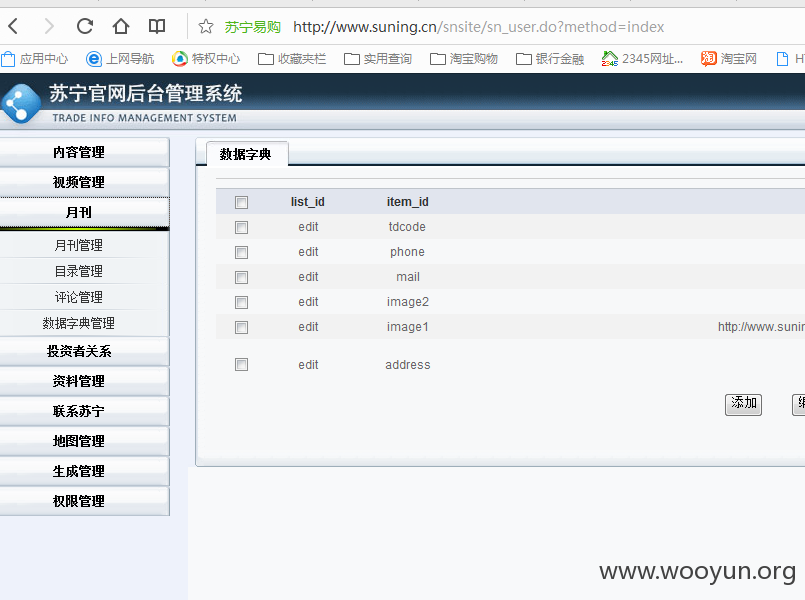 苏宁易购 http://www.suning.cn/snsite/sn_user.do?method=index
应用中心 上网导航 特权中心 收藏夹栏 实用查询 淘宝购物 银行金融 2345网址... 淘宝网 H
苏宁官网后台管理系统
TRADE INFO MANAGEMENT SYSTEM
内容管理
视频管理
月刊
月刊管理
目录管理
评论管理
数据字典管理
投资者关系
资料管理
联系苏宁
地图管理
生成管理
权限管理
数据字典
list_id item_id
edit tdcode
edit phone
edit mail
edit image2
edit image1 http://www.sunin
edit address
添加
www.wooyun.org